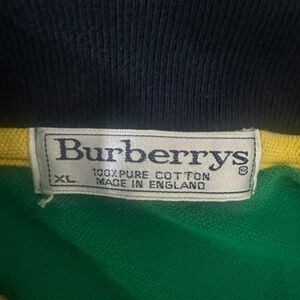 Burberrys®
100% PURE COTTON
XL MADE IN ENGLAND